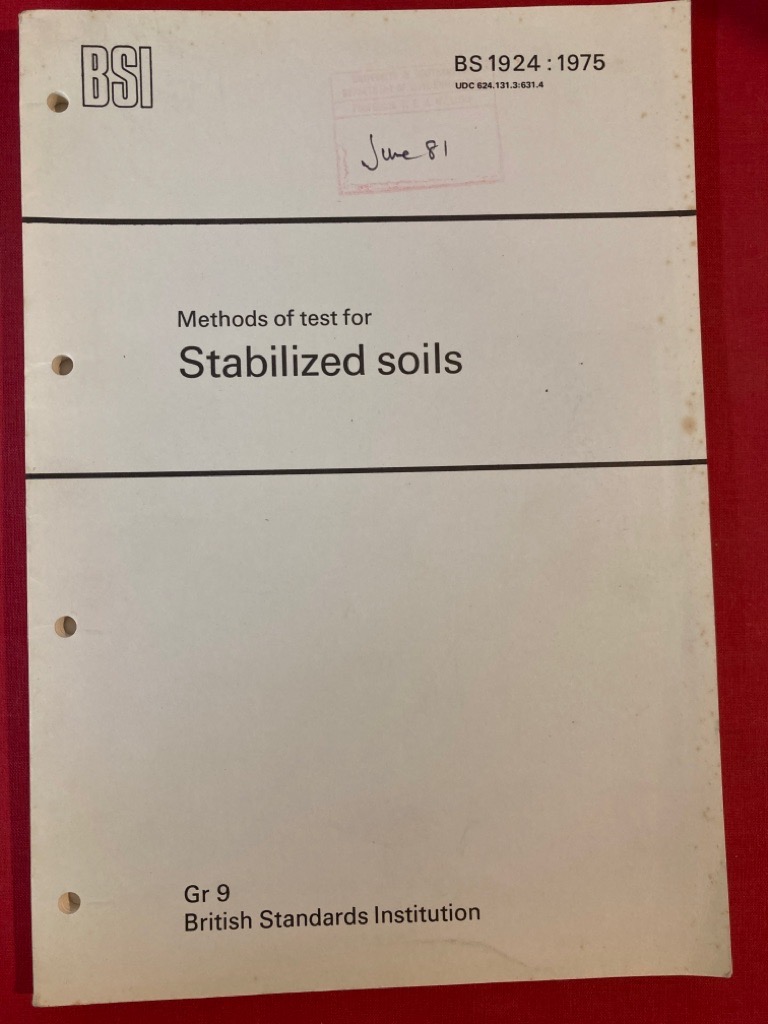 BSI
BS 1924 : 1975
UDC 624.131.3:631.4
June 81
Methods of test for
Stabilized soils
Gr 9
British Standards Institution